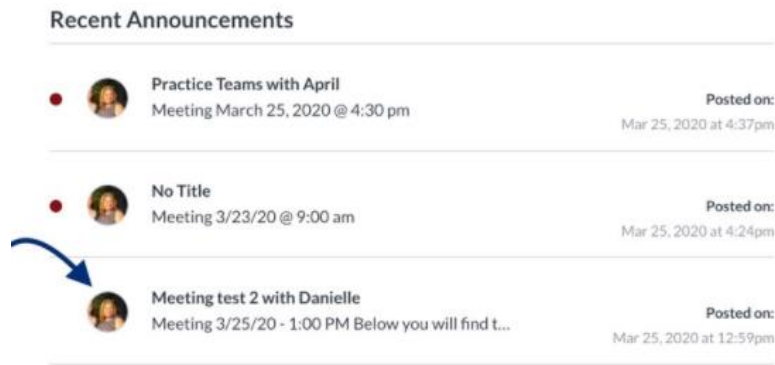 Recent Announcements
Practice Teams with April
Meeting March 25, 2020 @ 4:30 pm
Posted on:
Mar 25, 2020 at 4:37pm
No Title
Meeting 3/23/20 @ 9:00 am
Posted on:
Mar 25, 2020 at 4:24pm
Meeting test 2 with Danielle
Meeting 3/25/20 - 1:00 PM Below you will find t...
Posted on:
Mar 25, 2020 at 12:59pm